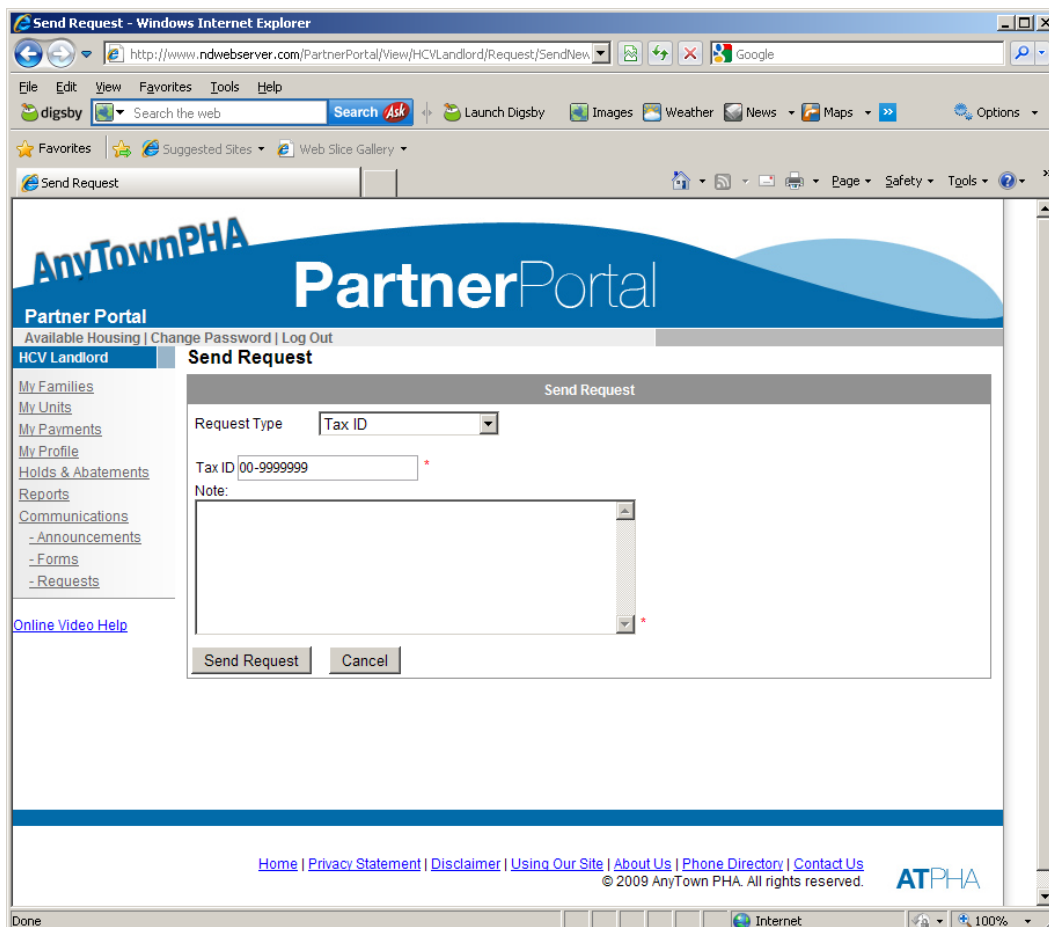 Send Request - Windows Internet Explorer
http://www.ndwebserver.com/PartnerPortal/View/HCVLandlord/Request/SendNew
Google
File Edit View Favorites Tools Help
digsby Search the web Search Ask Launch Digsby Images Weather News Maps » Options
Favorites Suggested Sites Web Slice Gallery
Send Request Page Safety Tools »
AnyTownPHA
PartnerPortal
Partner Portal
Available Housing | Change Password | Log Out
HCV Landlord
Send Request
My Families
My Units
My Payments
My Profile
Holds & Abatements
Reports
Communications
- Announcements
- Forms
- Requests
Online Video Help
Send Request
Request Type Tax ID
Tax ID 00-9999999 *
Note:
*
Send Request Cancel
Home | Privacy Statement | Disclaimer | Using Our Site | About Us | Phone Directory | Contact Us
© 2009 AnyTown PHA. All rights reserved.
ATPHA
Done Internet 100%